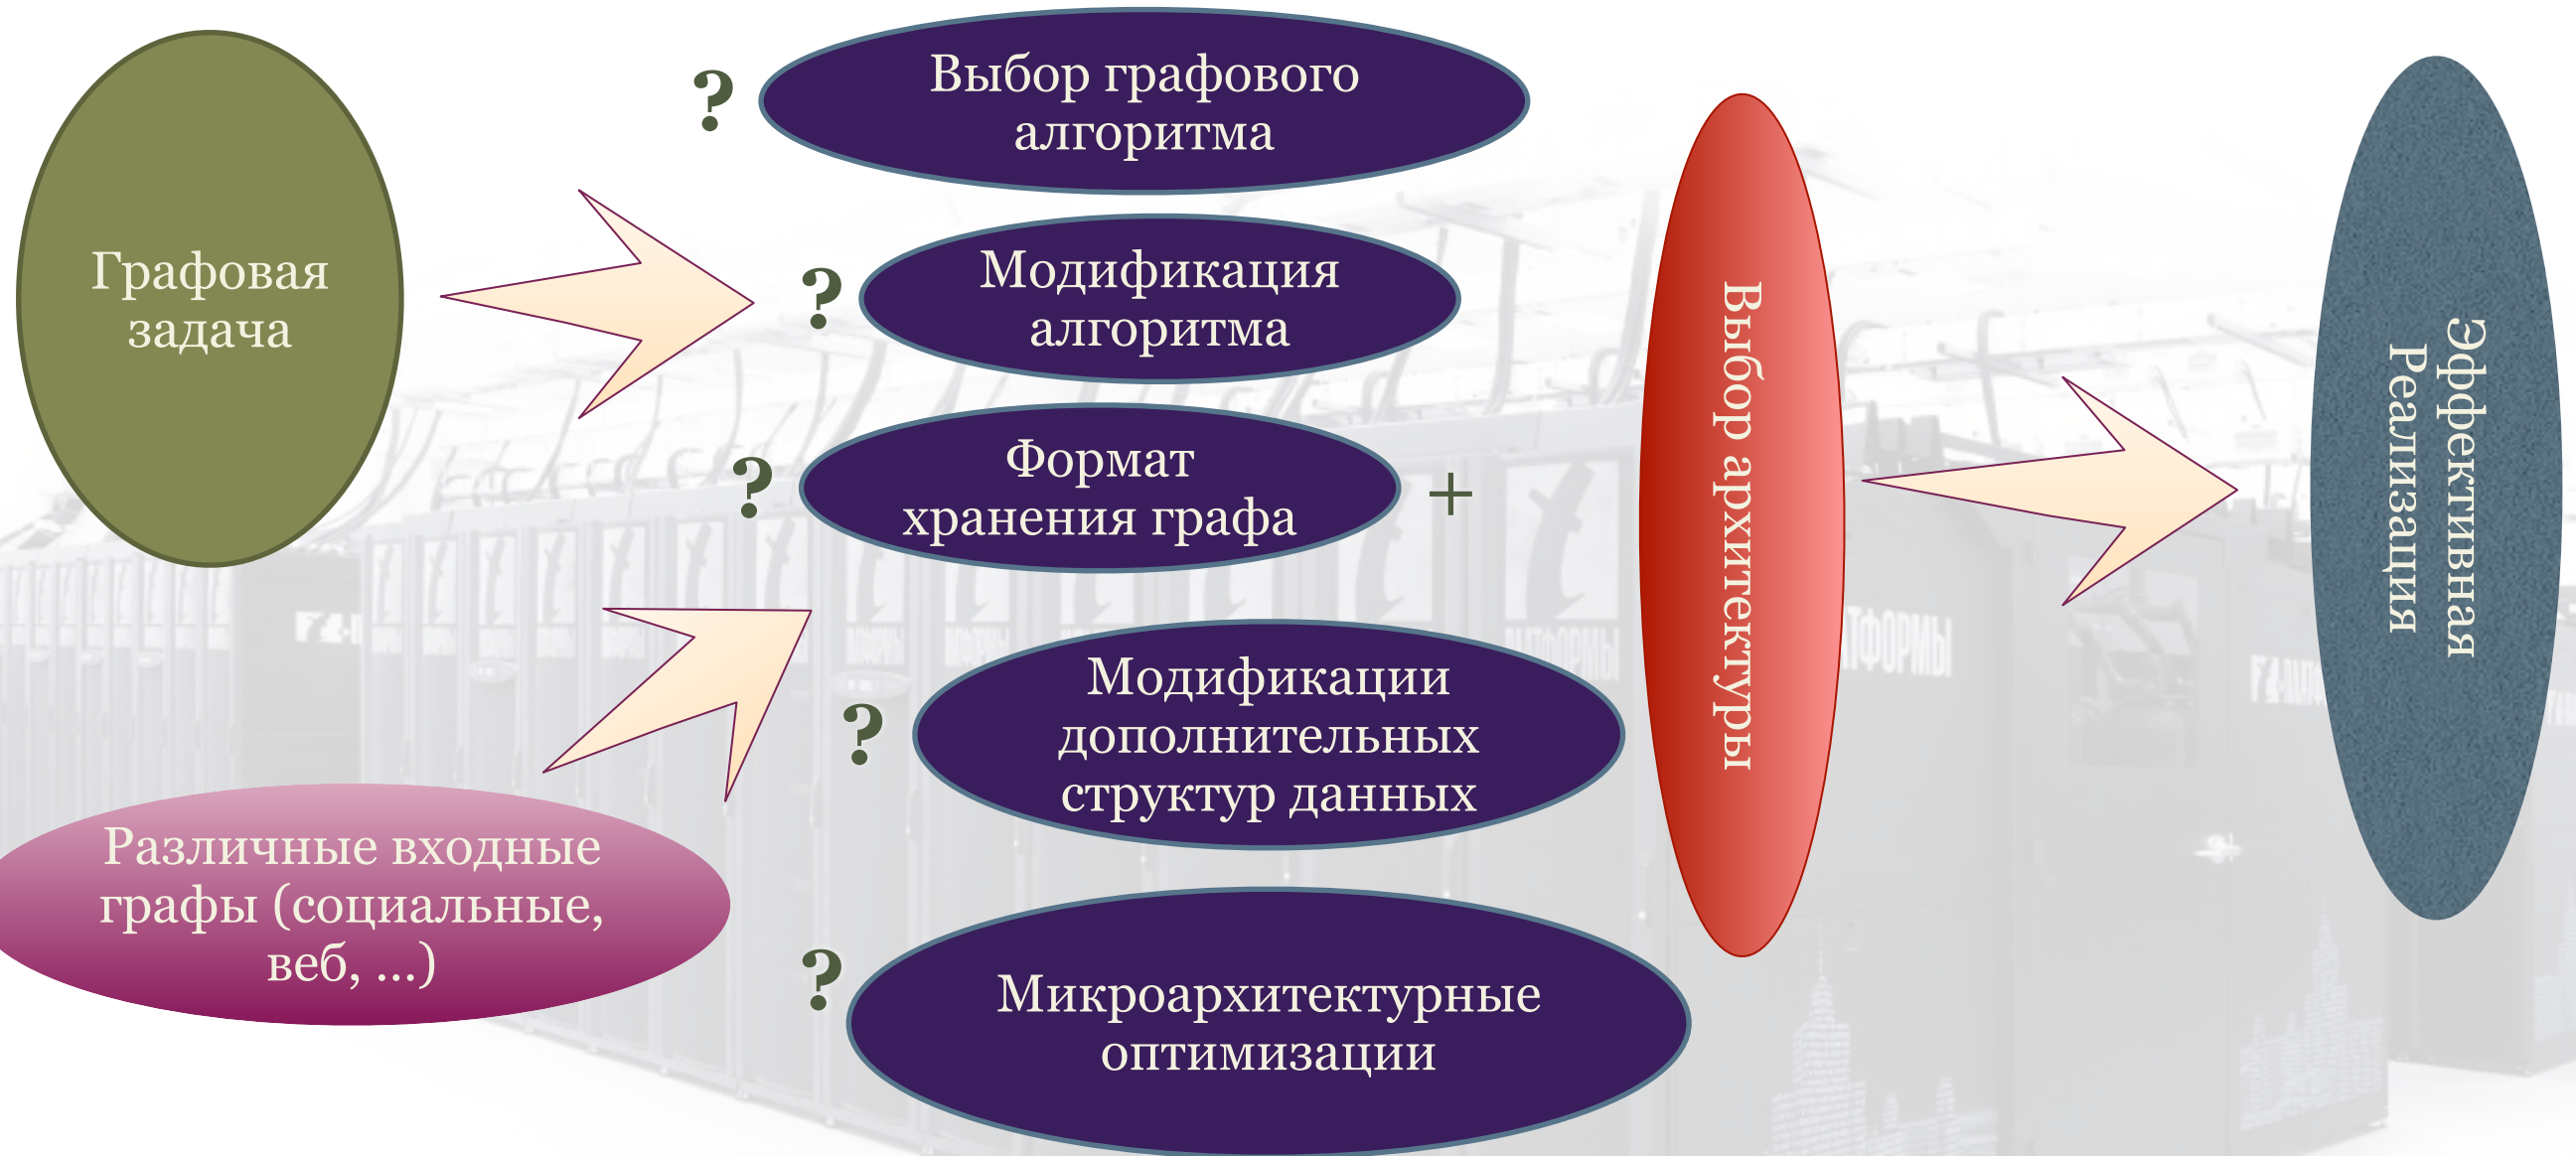 Графовая
задача
Различные входные
графы (социальные,
веб, ...)
?
Выбор графового
алгоритма
?
Модификация
алгоритма
?
Формат
хранения графа
+
?
Модификации
дополнительных
структур данных
?
Микроархитектурные
оптимизации
Выбор архитектуры
Эффективная
Реализация
ТФОРМЫ